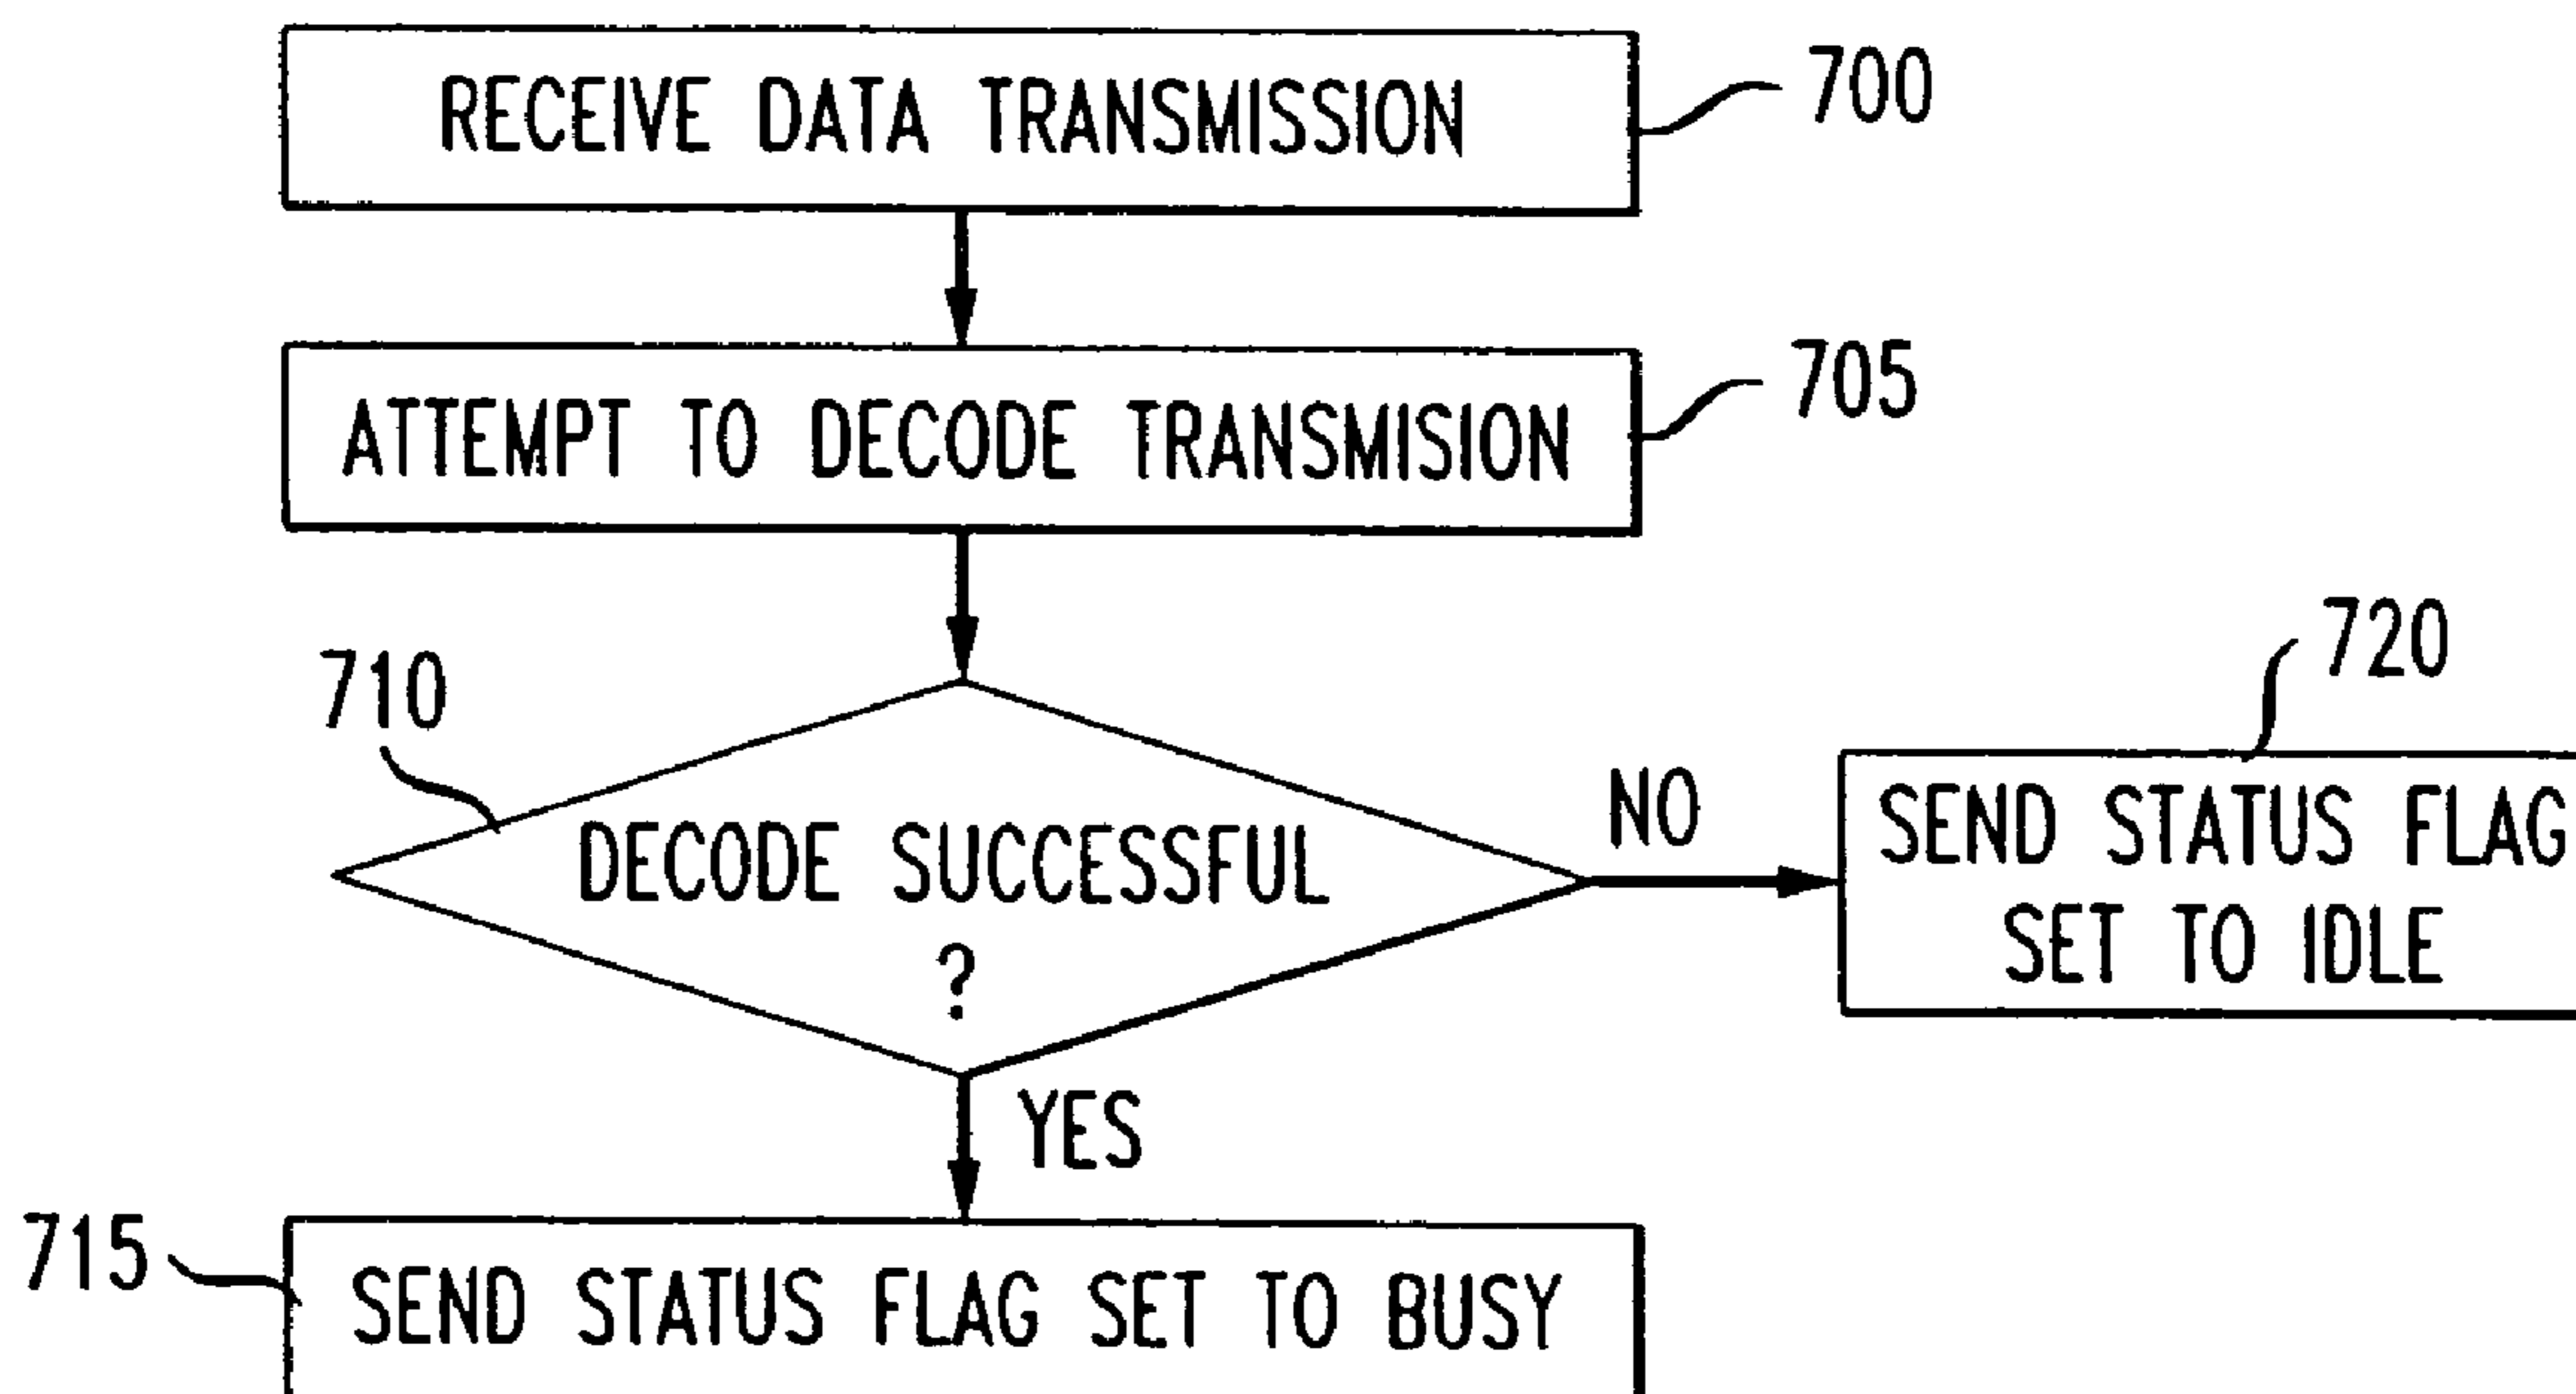 RECEIVE DATA TRANSMISSION
700
ATTEMPT TO DECODE TRANSMISION
705
710
DECODE SUCCESSFUL
?
NO
720
SEND STATUS FLAG
SET TO IDLE
YES
715
SEND STATUS FLAG SET TO BUSY